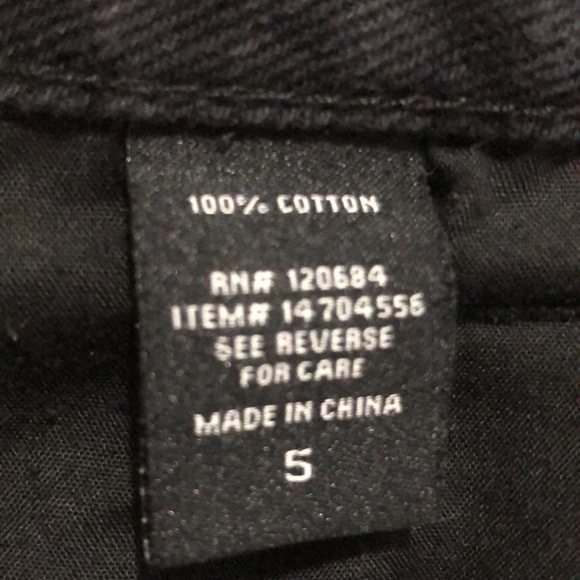 100% COTTON
RN# 120684
ITEM# 14704556
SEE REVERSE
FOR CARE
MADE IN CHINA
5